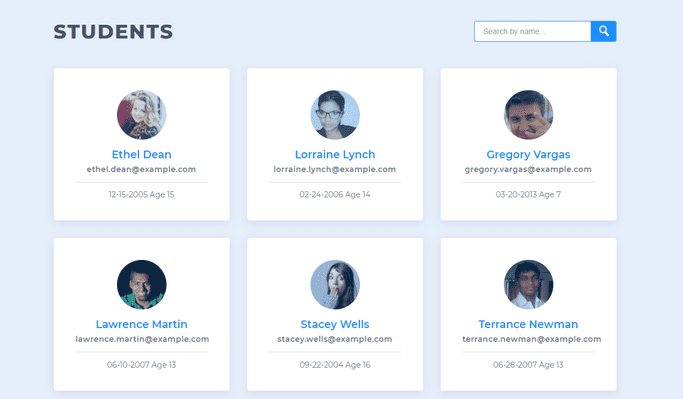 STUDENTS
Search by name...
Ethel Dean
ethel.dean@example.com
12-15-2005 Age 15
Lorraine Lynch
lorraine.lynch@example.com
02-24-2006 Age 14
Gregory Vargas
gregory.vargas@example.com
03-20-2013 Age 7
Lawrence Martin
lawrence.martin@example.com
06-10-2007 Age 13
Stacey Wells
stacey.wells@example.com
09-22-2004 Age 16
Terrance Newman
terrance.newman@example.com
06-28-2007 Age 13